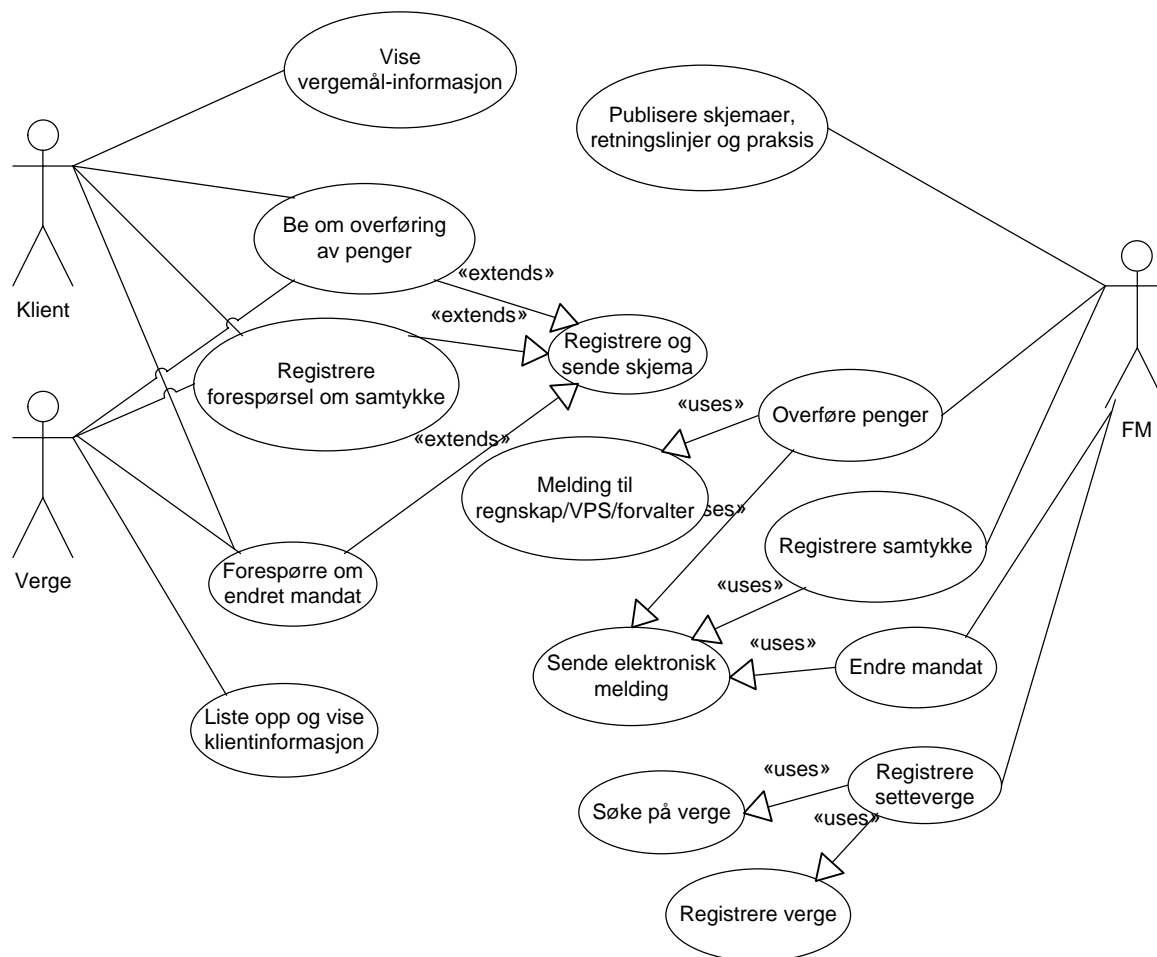 Vise
vergemål-informasjon
Publisere skjemaer,
retningslinjer og praksis
Be om overføring
av penger
«extends»
Klient
«extends»
Registrere og
sende skjema
Registrere
forespørsel om samtykke
«uses»
Overføre penger
FM
«extends»
Melding til
regnskap/VPS/forvalter
ses»
Registrere samtykke
Verge
Forespørre om
endret mandat
«uses»
«uses»
Sende elektronisk
melding
Endre mandat
Liste opp og vise
klientinformasjon
«uses»
Registrere
setteverge
Søke på verge
«uses»
Registrere verge